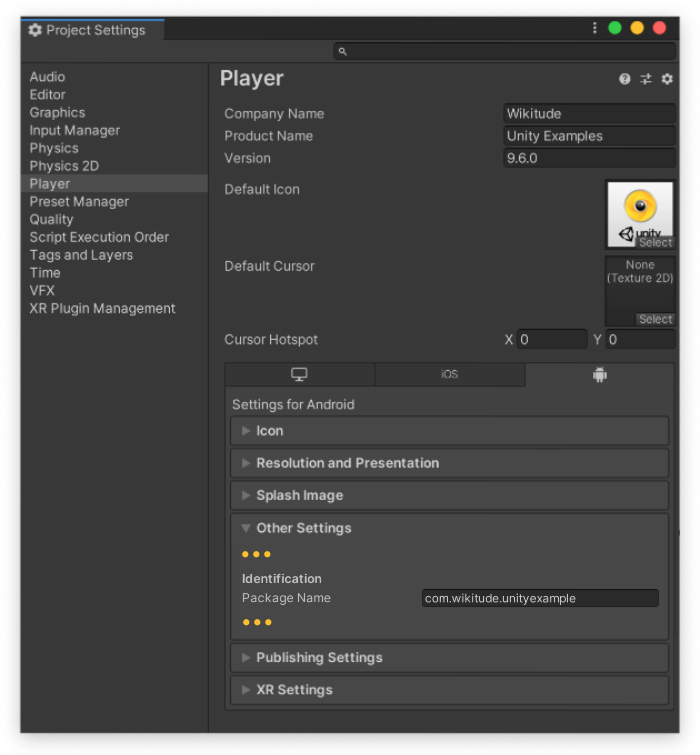 Project Settings
Audio
Editor
Graphics
Input Manager
Physics
Physics 2D
Player
Preset Manager
Quality
Script Execution Order
Tags and Layers
Time
VFX
XR Plugin Management
Player
Company Name Wikitude
Product Name Unity Examples
Version 9.6.0
Default Icon
unity
Select
Default Cursor
None
(Texture 2D)
Select
Cursor Hotspot X 0 Y 0
iOS
Settings for Android
Icon
Resolution and Presentation
Splash Image
Other Settings
Identification
Package Name com.wikitude.unityexample
Publishing Settings
XR Settings